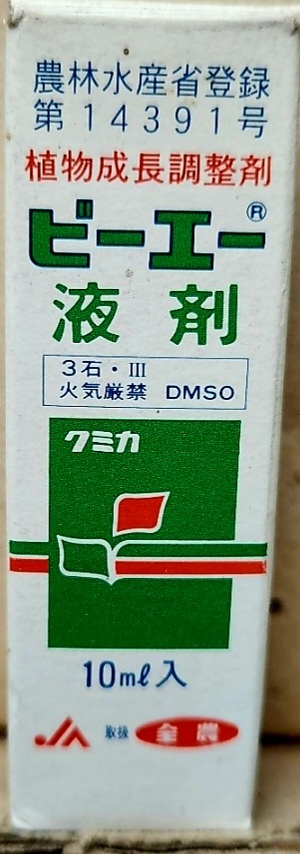 農林水産省登録
第14391号
植物成長調整剤
ビーエー®
液剤
3石・III
火気厳禁 DMSO
クミカ
10mℓ入
JA 取扱 全農